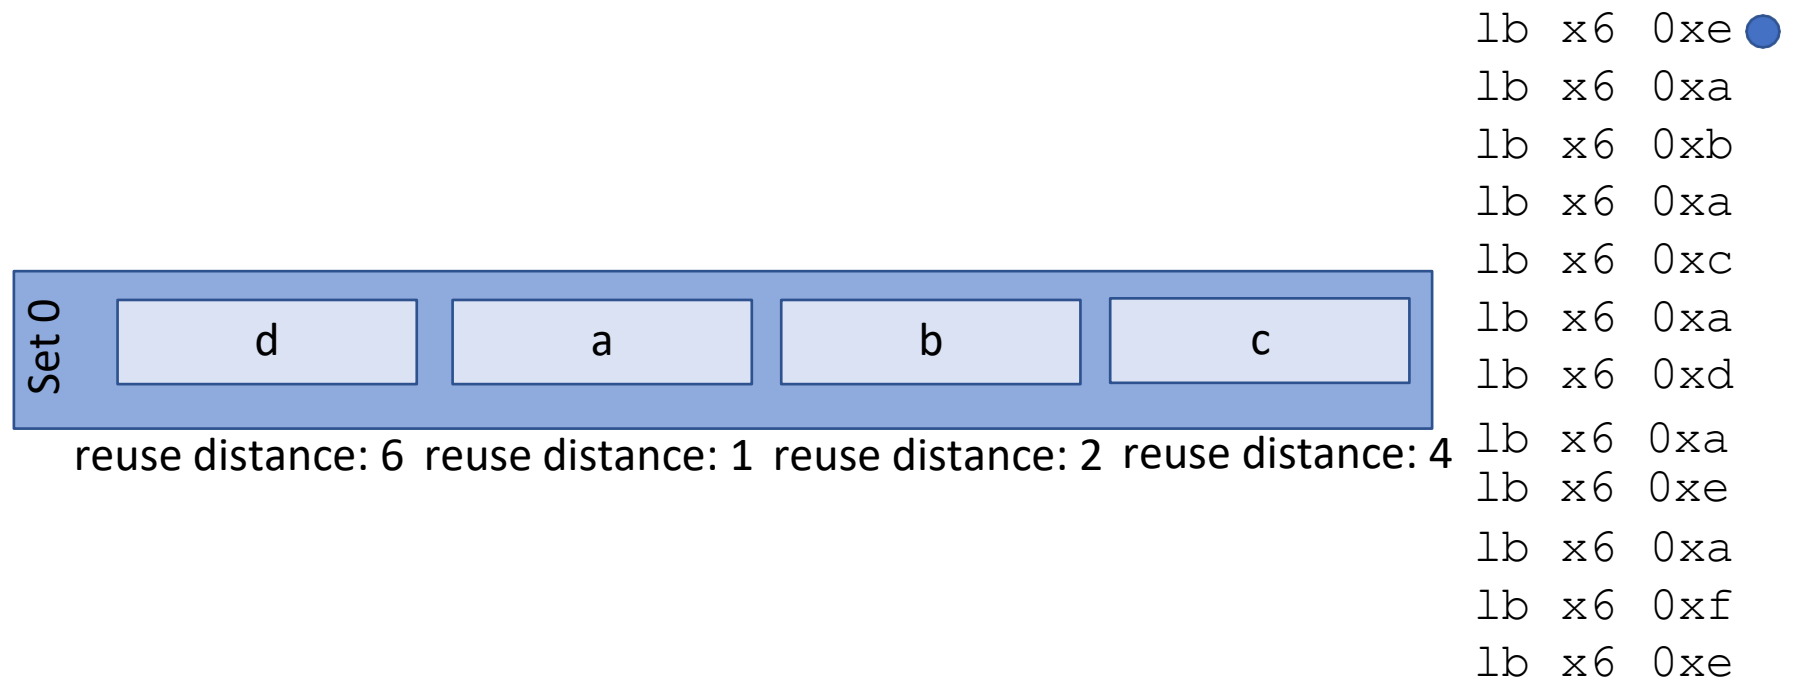 lb x6 0xe
lb x6 0xa
lb x6 0xb
lb x6 0xa
lb x6 0xc
lb x6 0xa
lb x6 0xd
lb x6 0xa
lb x6 0xe
lb x6 0xa
lb x6 0xf
lb x6 0xe
Set 0
d
a
b
c
reuse distance: 6
reuse distance: 1
reuse distance: 2
reuse distance: 4